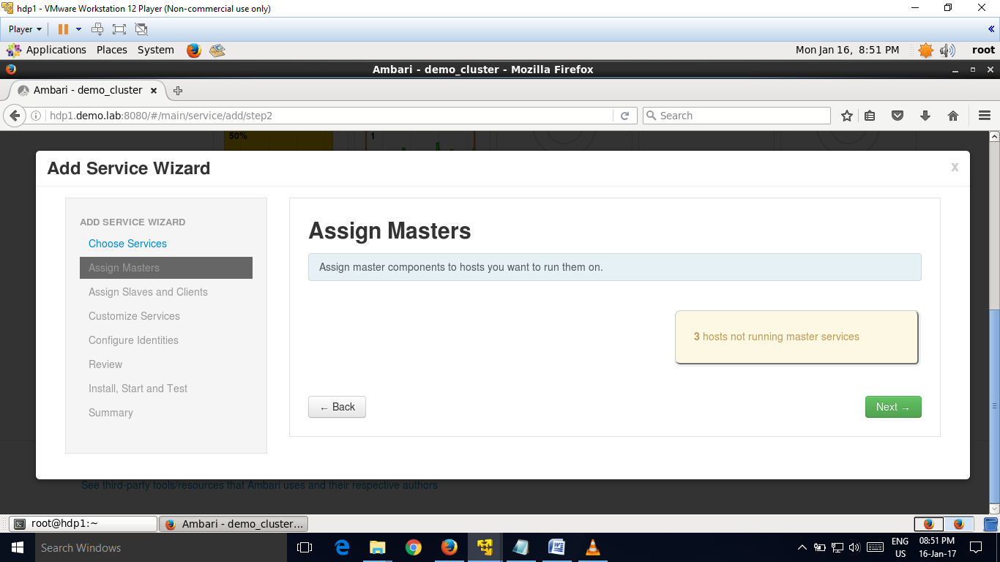 hdp1 - VMware Workstation 12 Player (Non-commercial use only)
Player
Applications Places System Mon Jan 16, 8:51 PM root
Ambari - demo_cluster - Mozilla Firefox
Ambari - demo_cluster
hdp1.demo.lab:8080/#/main/service/add/step2 Search
50% 1
Add Service Wizard x
ADD SERVICE WIZARD
Choose Services
Assign Masters
Assign Slaves and Clients
Customize Services
Configure Identities
Review
Install, Start and Test
Summary
Assign Masters
Assign master components to hosts you want to run them on.
3 hosts not running master services
← Back Next →
See third-party tools/resources that Ambari uses and their respective authors
root@hdp1:~ Ambari - demo_cluster...
Search Windows ENG 08:51 PM
US 16-Jan-17